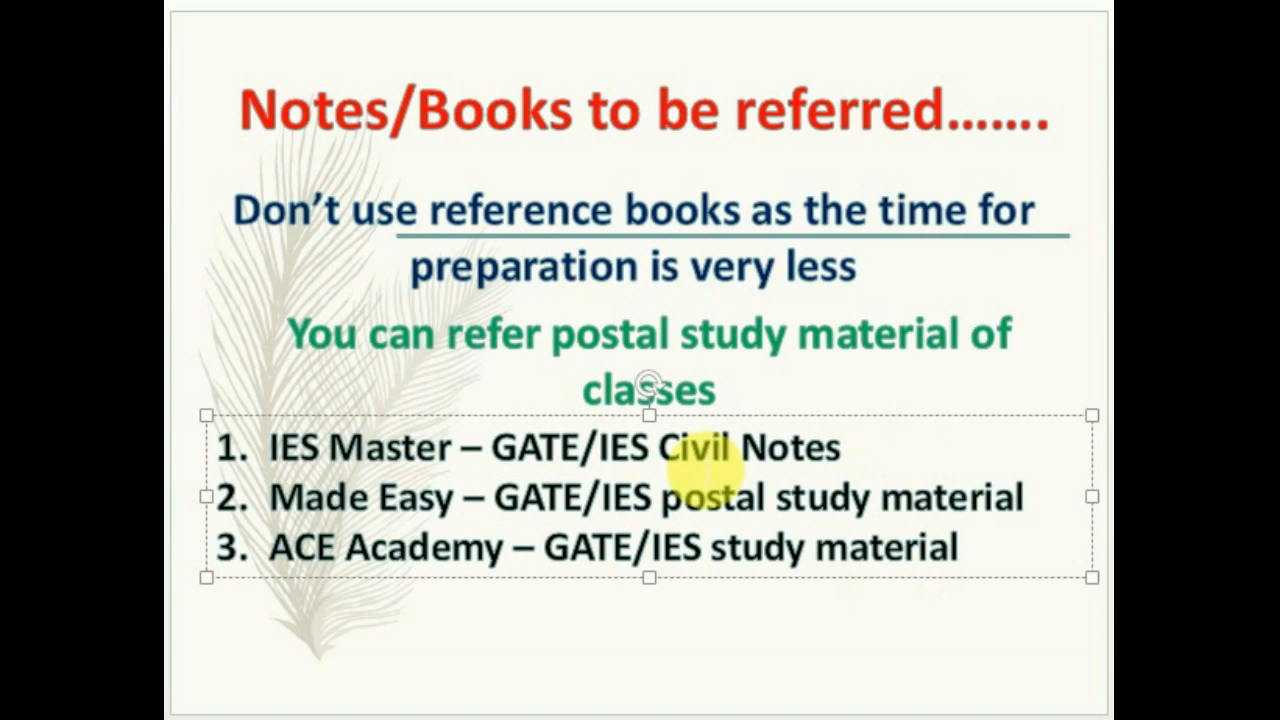 Notes/Books to be referred.......
Don't use reference books as the time for
preparation is very less
You can refer postal study material of
classes
1. IES Master – GATE/IES Civil Notes
2. Made Easy – GATE/IES postal study material
3. ACE Academy – GATE/IES study material